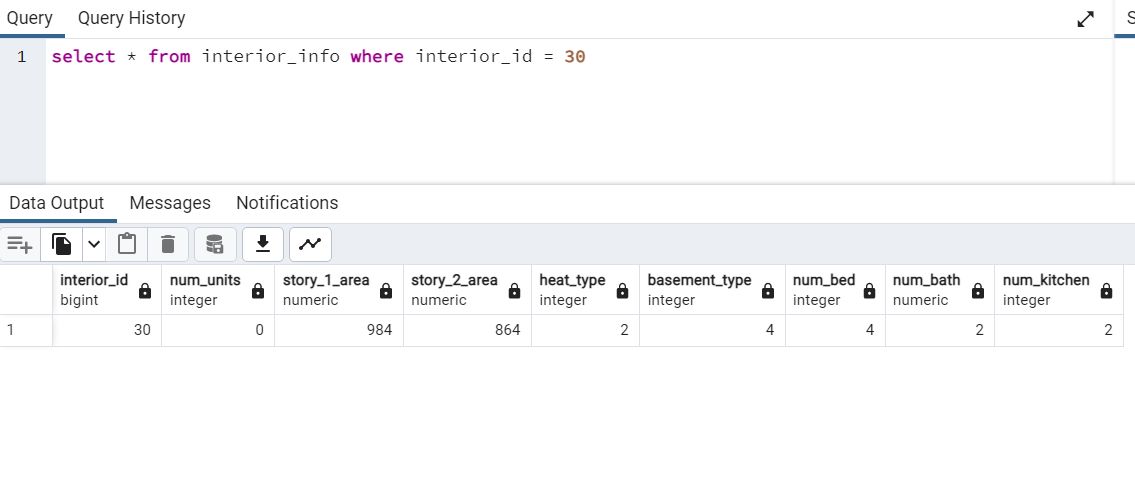 Query Query History
S
1 select * from interior_info where interior_id = 30
Data Output Messages Notifications
interior_id num_units story_1_area story_2_area heat_type basement_type num_bed num_bath num_kitchen
bigint integer numeric numeric integer integer integer numeric integer
1 30 0 984 864 2 4 4 2 2